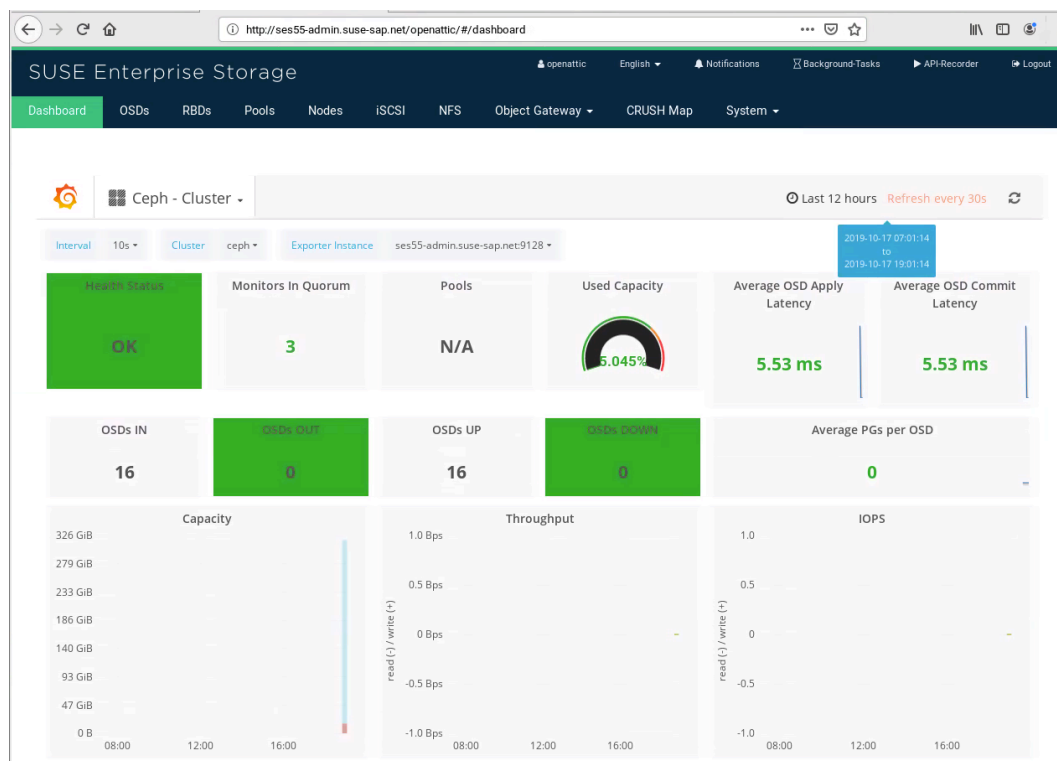 http://ses55-admin.suse-sap.net/openattic/#/dashboard
SUSE Enterprise Storage
openattic English Notifications Background-Tasks API-Recorder Logout
Dashboard OSDs RBDs Pools Nodes iSCSI NFS Object Gateway CRUSH Map System
Ceph - Cluster
Last 12 hours Refresh every 30s
2019-10-17 07:01:14
to
2019-10-17 19:01:14
Interval 10s Cluster ceph Exporter Instance ses55-admin.suse-sap.net:9128
Health Status
OK
Monitors In Quorum
3
Pools
N/A
Used Capacity
5.045%
Average OSD Apply
Latency
5.53 ms
Average OSD Commit
Latency
5.53 ms
OSDs IN
16
OSDs OUT
0
OSDs UP
16
OSDs DOWN
0
Average PGs per OSD
0
Capacity
326 GiB
279 GiB
233 GiB
186 GiB
140 GiB
93 GiB
47 GiB
0 B
08:00 12:00 16:00
Throughput
read (-) / write (+)
1.0 Bps
0.5 Bps
0 Bps
-0.5 Bps
-1.0 Bps
08:00 12:00 16:00
IOPS
read (-) / write (+)
1.0
0.5
0
-0.5
-1.0
08:00 12:00 16:00